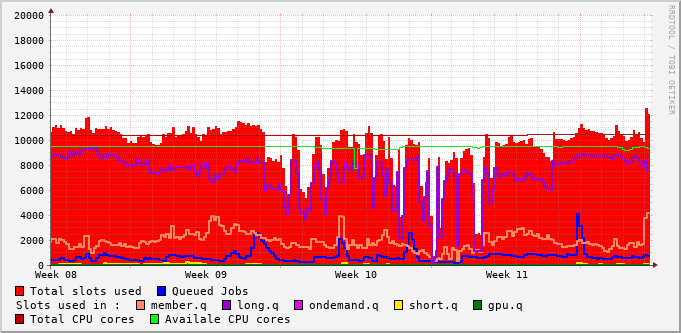 20000
18000
16000
14000
12000
10000
8000
6000
4000
2000
0
Week 08 Week 09 Week 10 Week 11
RRDTOOL / TOBI OETIKER
Total slots used Queued Jobs
Slots used in : member.q long.q ondemand.q short.q gpu.q
Total CPU cores Availale CPU cores